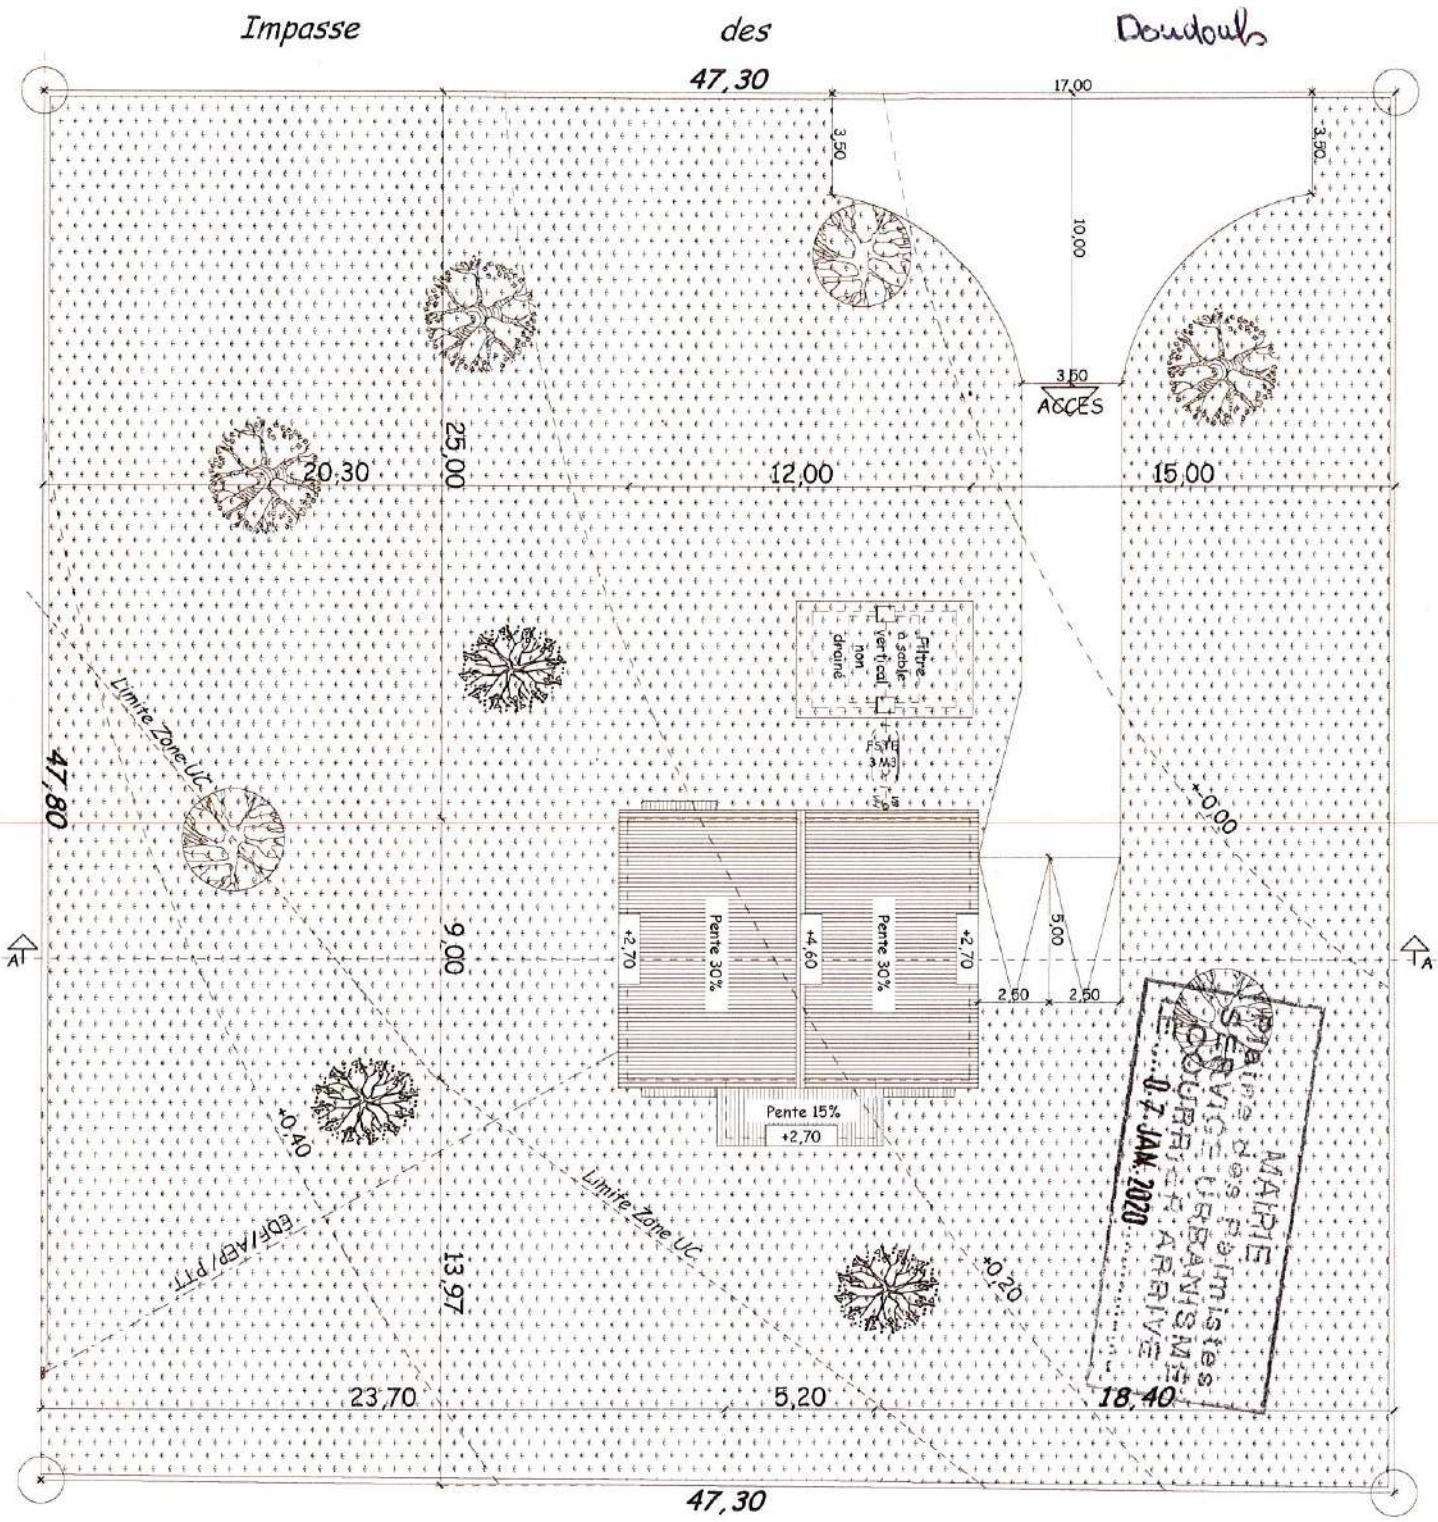 Impasse des Doudoubs
47,30
17,00
3,50
3,50
10,00
3,50
ACCES
25,00
20,30
12,00
15,00
Filtre
à sable
vertical
non
drainé
FSTE
3 M3
Limite Zone UC
47,80
+-0,00
9,00
+2,70
Pente 30%
+4,60
Pente 30%
+2,70
5,00
2,50
2,50
A
A
Pente 15%
+2,70
+0,40
EDF/AEP/PTT
Limite Zone UC
13,97
+0,20
MAIRIE
Plaine des Palmistes
SERVICE URBANISME
COURRIER ARRIVE
LE.....07. JAN. 2020
23,70
5,20
18,40
47,30